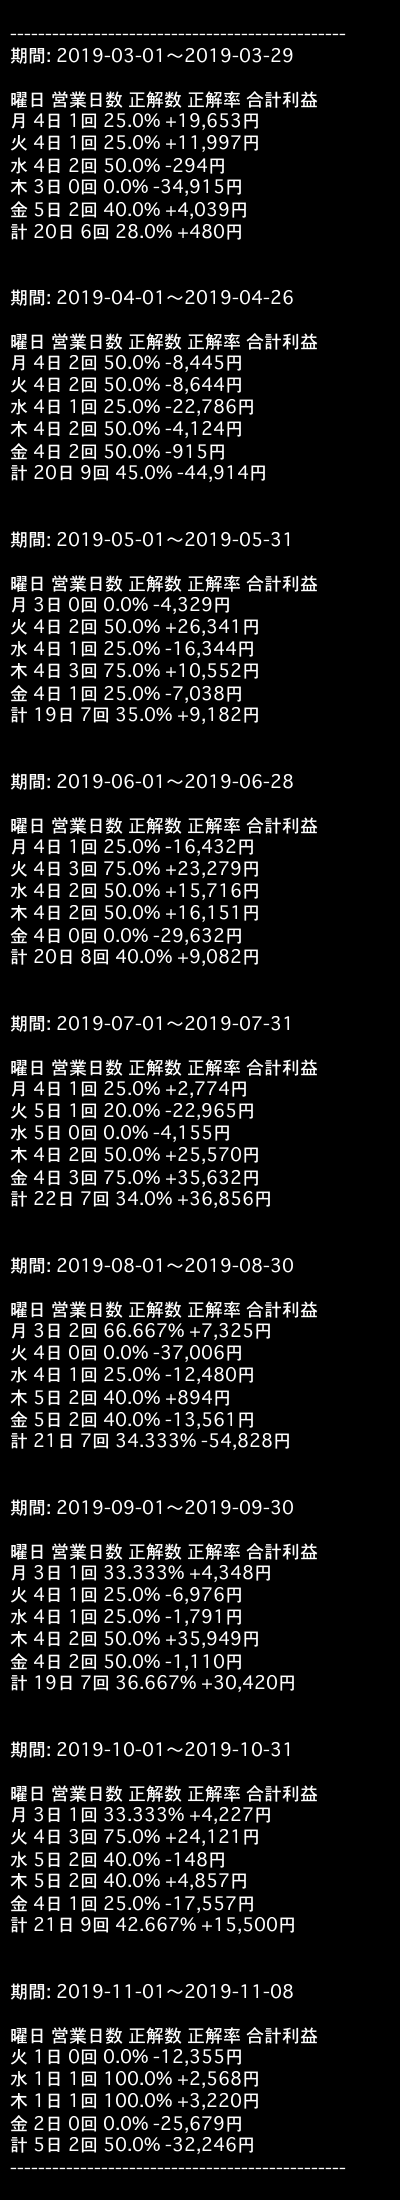 ------------------------------------------------
期間: 2019-03-01〜2019-03-29
曜日 営業日数 正解数 正解率 合計利益
月 4日 1回 25.0% +19,653円
火 4日 1回 25.0% +11,997円
水 4日 2回 50.0% -294円
木 3日 0回 0.0% -34,915円
金 5日 2回 40.0% +4,039円
計 20日 6回 28.0% +480円
期間: 2019-04-01〜2019-04-26
曜日 営業日数 正解数 正解率 合計利益
月 4日 2回 50.0% -8,445円
火 4日 2回 50.0% -8,644円
水 4日 1回 25.0% -22,786円
木 4日 2回 50.0% -4,124円
金 4日 2回 50.0% -915円
計 20日 9回 45.0% -44,914円
期間: 2019-05-01〜2019-05-31
曜日 営業日数 正解数 正解率 合計利益
月 3日 0回 0.0% -4,329円
火 4日 2回 50.0% +26,341円
水 4日 1回 25.0% -16,344円
木 4日 3回 75.0% +10,552円
金 4日 1回 25.0% -7,038円
計 19日 7回 35.0% +9,182円
期間: 2019-06-01〜2019-06-28
曜日 営業日数 正解数 正解率 合計利益
月 4日 1回 25.0% -16,432円
火 4日 3回 75.0% +23,279円
水 4日 2回 50.0% +15,716円
木 4日 2回 50.0% +16,151円
金 4日 0回 0.0% -29,632円
計 20日 8回 40.0% +9,082円
期間: 2019-07-01〜2019-07-31
曜日 営業日数 正解数 正解率 合計利益
月 4日 1回 25.0% +2,774円
火 5日 1回 20.0% -22,965円
水 5日 0回 0.0% -4,155円
木 4日 2回 50.0% +25,570円
金 4日 3回 75.0% +35,632円
計 22日 7回 34.0% +36,856円
期間: 2019-08-01〜2019-08-30
曜日 営業日数 正解数 正解率 合計利益
月 3日 2回 66.667% +7,325円
火 4日 0回 0.0% -37,006円
水 4日 1回 25.0% -12,480円
木 5日 2回 40.0% +894円
金 5日 2回 40.0% -13,561円
計 21日 7回 34.333% -54,828円
期間: 2019-09-01〜2019-09-30
曜日 営業日数 正解数 正解率 合計利益
月 3日 1回 33.333% +4,348円
火 4日 1回 25.0% -6,976円
水 4日 1回 25.0% -1,791円
木 4日 2回 50.0% +35,949円
金 4日 2回 50.0% -1,110円
計 19日 7回 36.667% +30,420円
期間: 2019-10-01〜2019-10-31
曜日 営業日数 正解数 正解率 合計利益
月 3日 1回 33.333% +4,227円
火 4日 3回 75.0% +24,121円
水 5日 2回 40.0% -148円
木 5日 2回 40.0% +4,857円
金 4日 1回 25.0% -17,557円
計 21日 9回 42.667% +15,500円
期間: 2019-11-01〜2019-11-08
曜日 営業日数 正解数 正解率 合計利益
火 1日 0回 0.0% -12,355円
水 1日 1回 100.0% +2,568円
木 1日 1回 100.0% +3,220円
金 2日 0回 0.0% -25,679円
計 5日 2回 50.0% -32,246円
------------------------------------------------